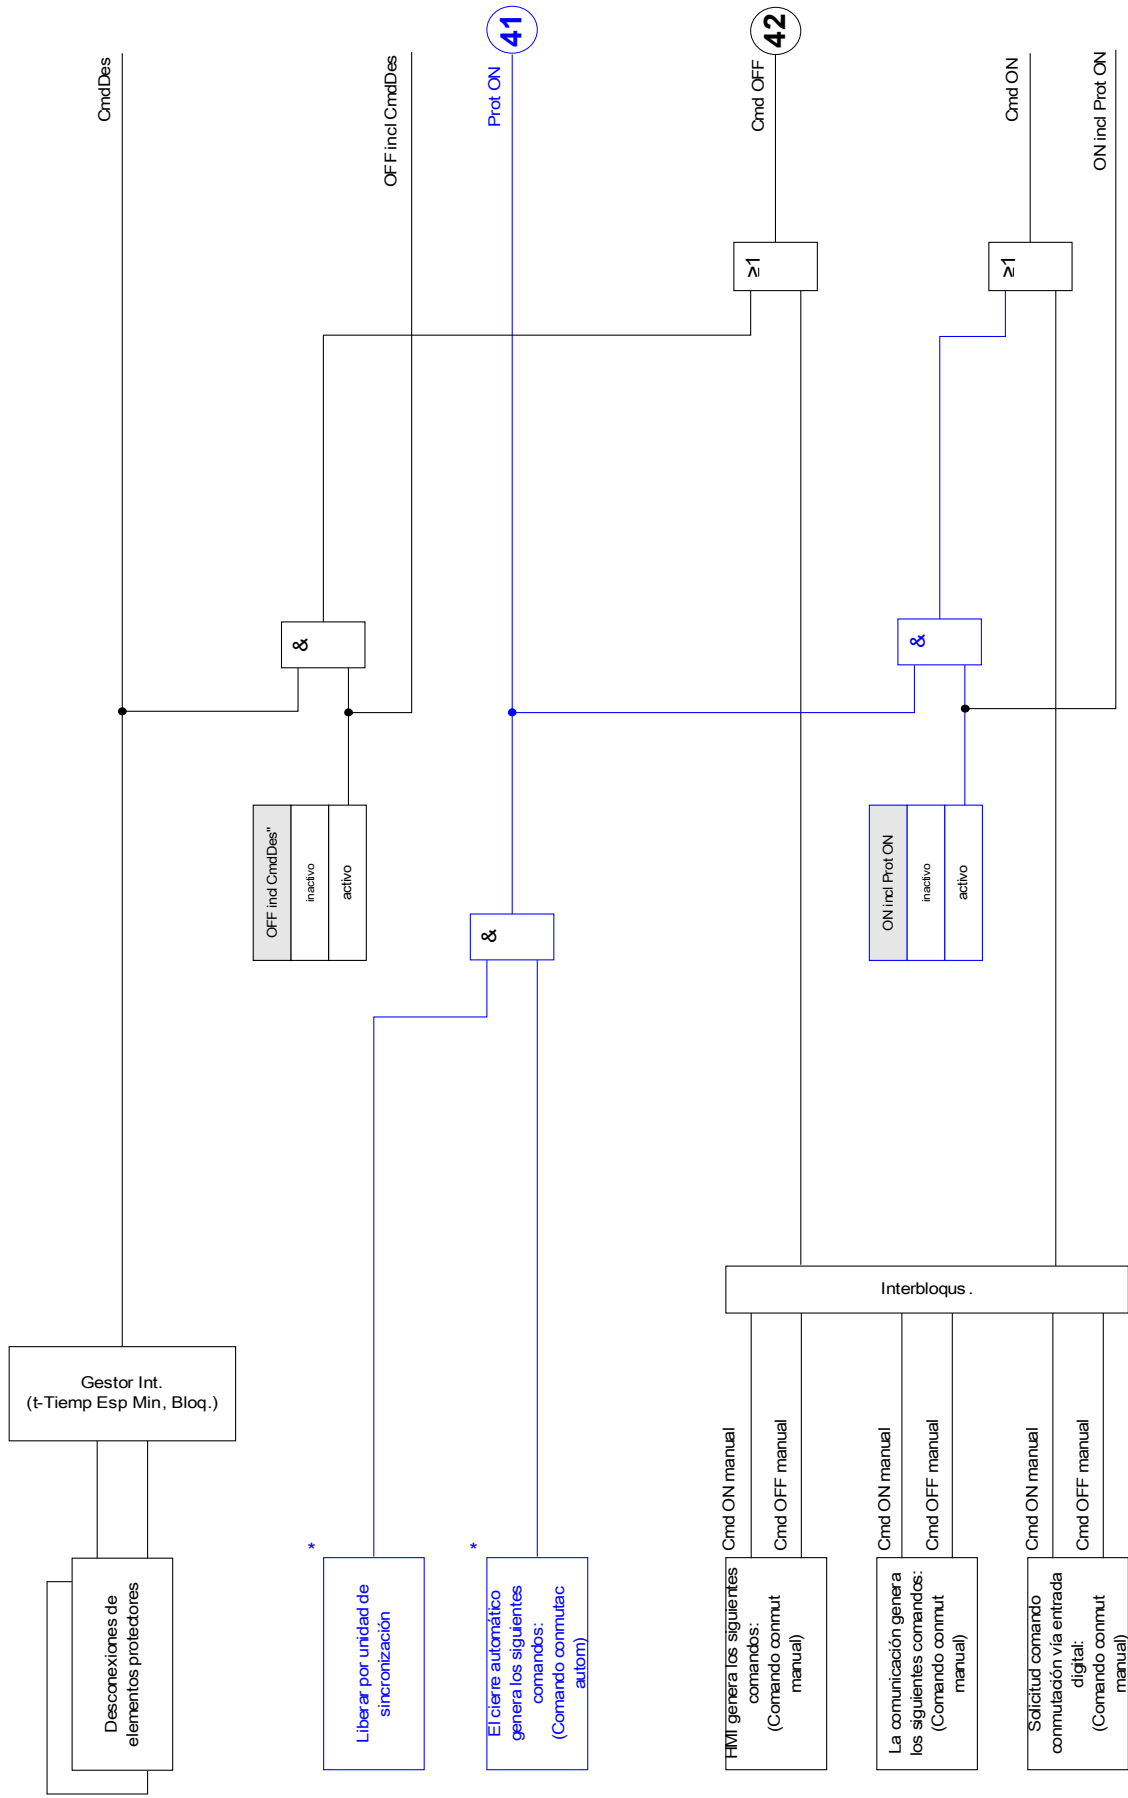 Desconexiones de
elementos protectores
Gestor Int.
(t-Tiemp Esp Min, Bloq.)
CmdDes
OFF incl CmdDes"
inactivo
activo
&
OFF incl CmdDes
*
Liberar por unidad de
sincronización
*
El cierre automático
genera los siguientes
comandos:
(Comando conmutac
autom)
&
Prot ON
41
HMI genera los siguientes
comandos:
(Comando conmut
manual)
Cmd ON manual
Cmd OFF manual
La comunicación genera
los siguientes comandos:
(Comando conmut
manual)
Cmd ON manual
Cmd OFF manual
Solicitud comando
conmutación vía entrada
digital:
(Comando conmut
manual)
Cmd ON manual
Cmd OFF manual
Interbloqus.
≥1
Cmd OFF
42
ON incl Prot ON
inactivo
activo
&
≥1
Cmd ON
ON incl Prot ON